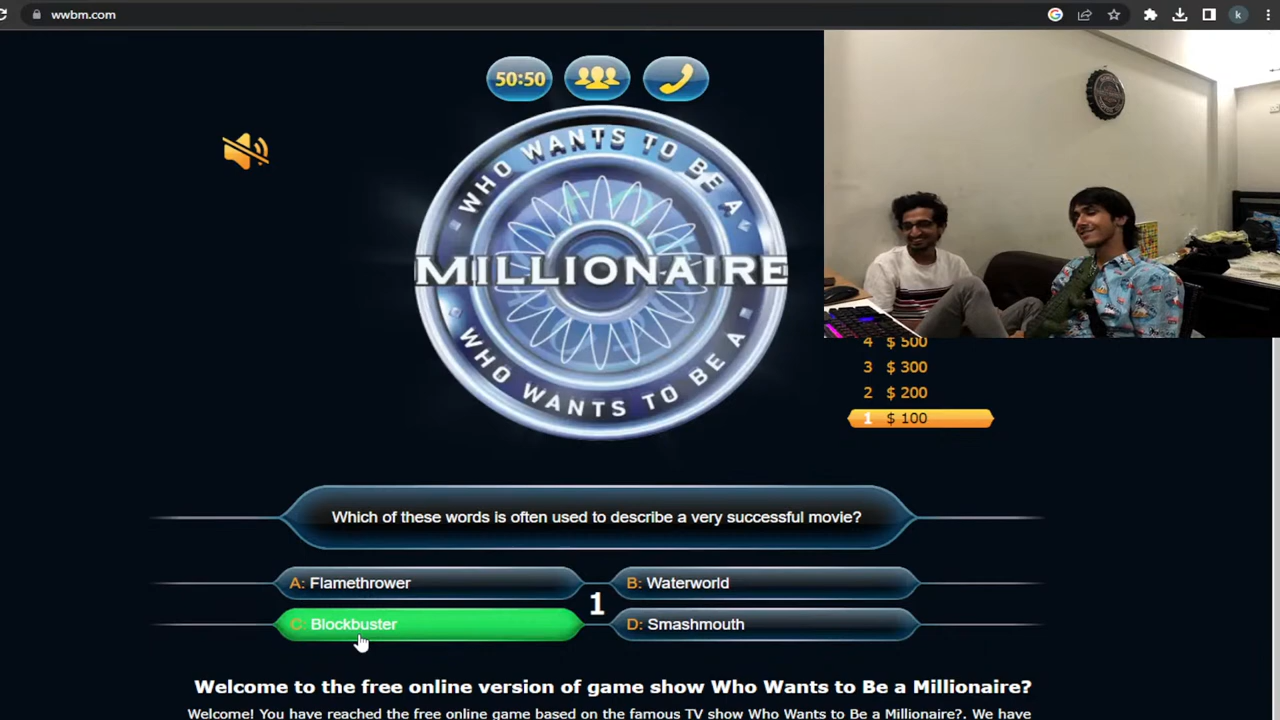 wwbm.com
k
50:50
WHO WANTS TO BE A
MILLIONAIRE
WHO WANTS TO BE A
4 $ 500
3 $ 300
2 $ 200
1 $ 100
Which of these words is often used to describe a very successful movie?
A: Flamethrower
B: Waterworld
1
C: Blockbuster
D: Smashmouth
Welcome to the free online version of game show Who Wants to Be a Millionaire?
Welcome! You have reached the free online game based on the famous TV show Who Wants to Be a Millionaire?. We have